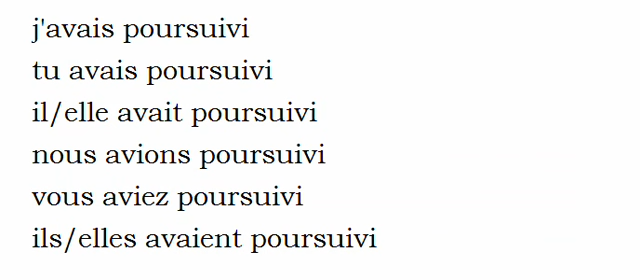 j'avais poursuivi
tu avais poursuivi
il/elle avait poursuivi
nous avions poursuivi
vous aviez poursuivi
ils/elles avaient poursuivi